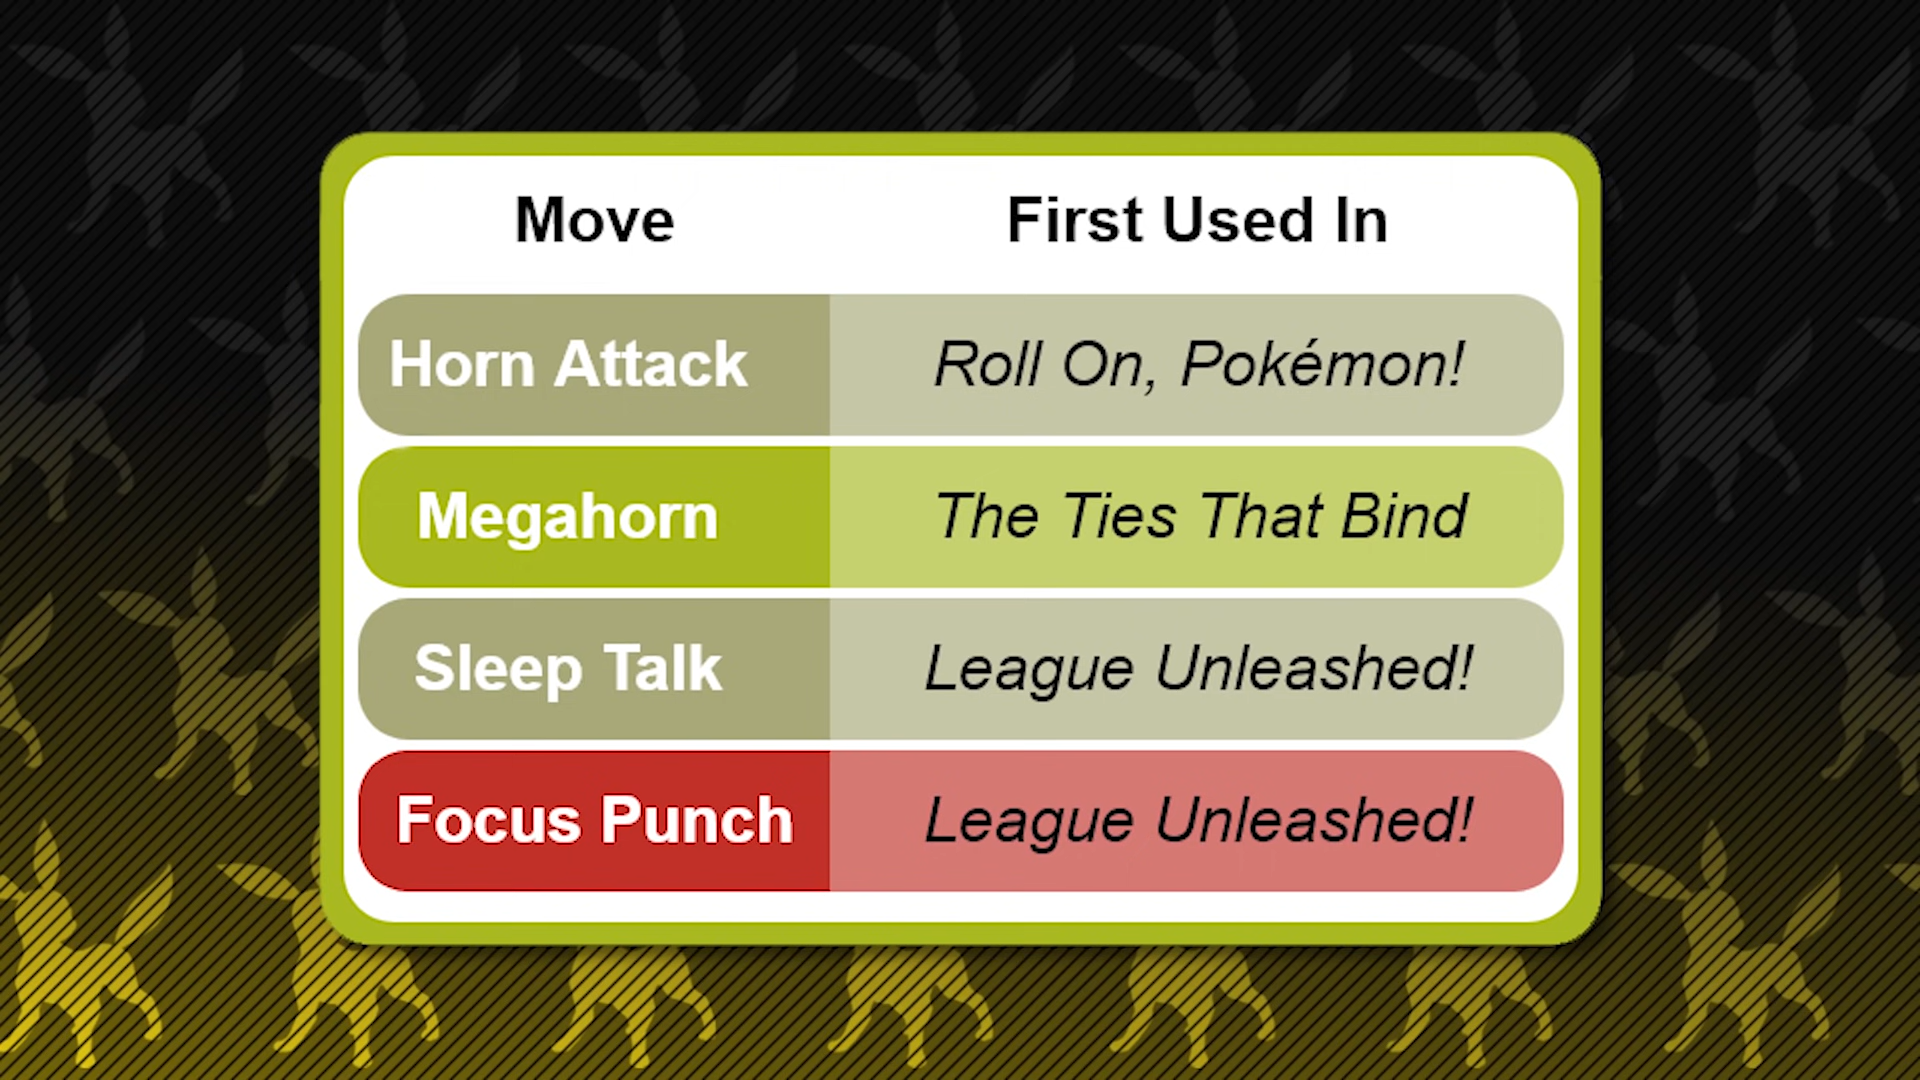 Move First Used In
Horn Attack Roll On, Pokémon!
Megahorn The Ties That Bind
Sleep Talk League Unleashed!
Focus Punch League Unleashed!